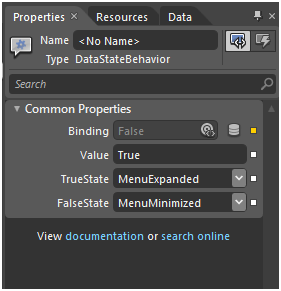 Properties × Resources Data
Name <No Name>
Type DataStateBehavior
Search
Common Properties
Binding False
Value True
TrueState MenuExpanded
FalseState MenuMinimized
View documentation or search online